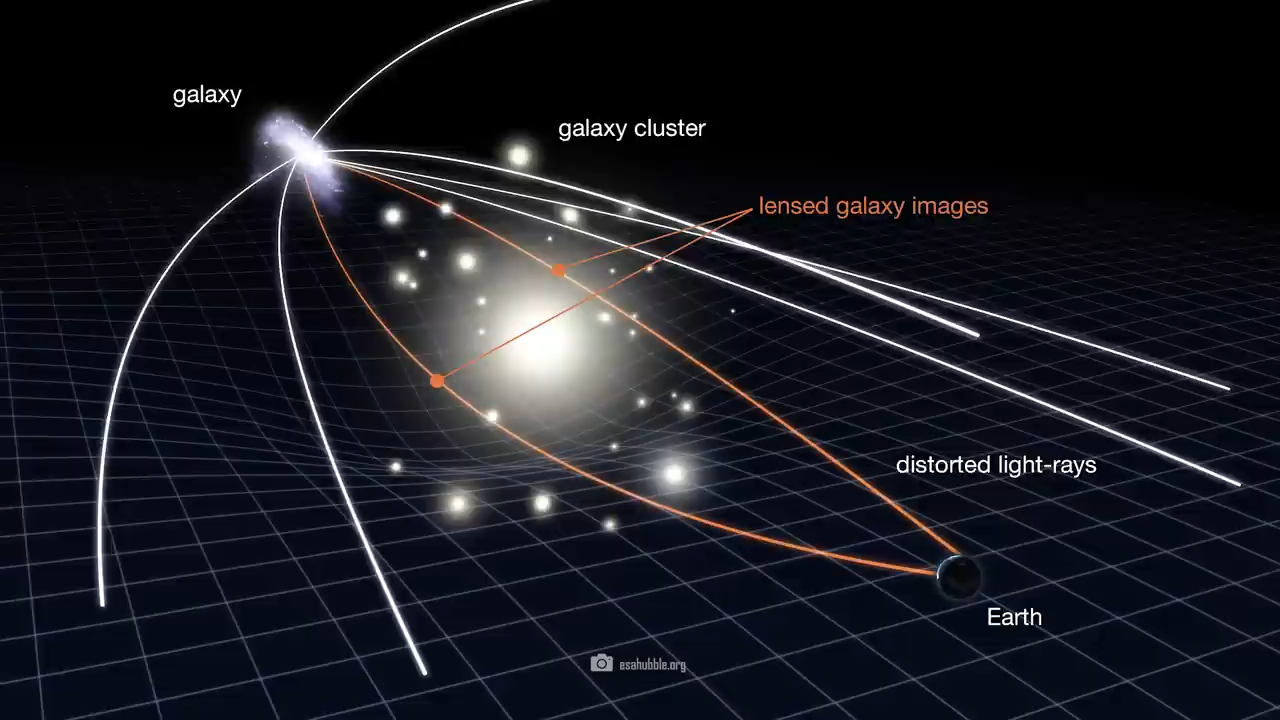 galaxy
galaxy cluster
lensed galaxy images
distorted light-rays
Earth
esahubble.org